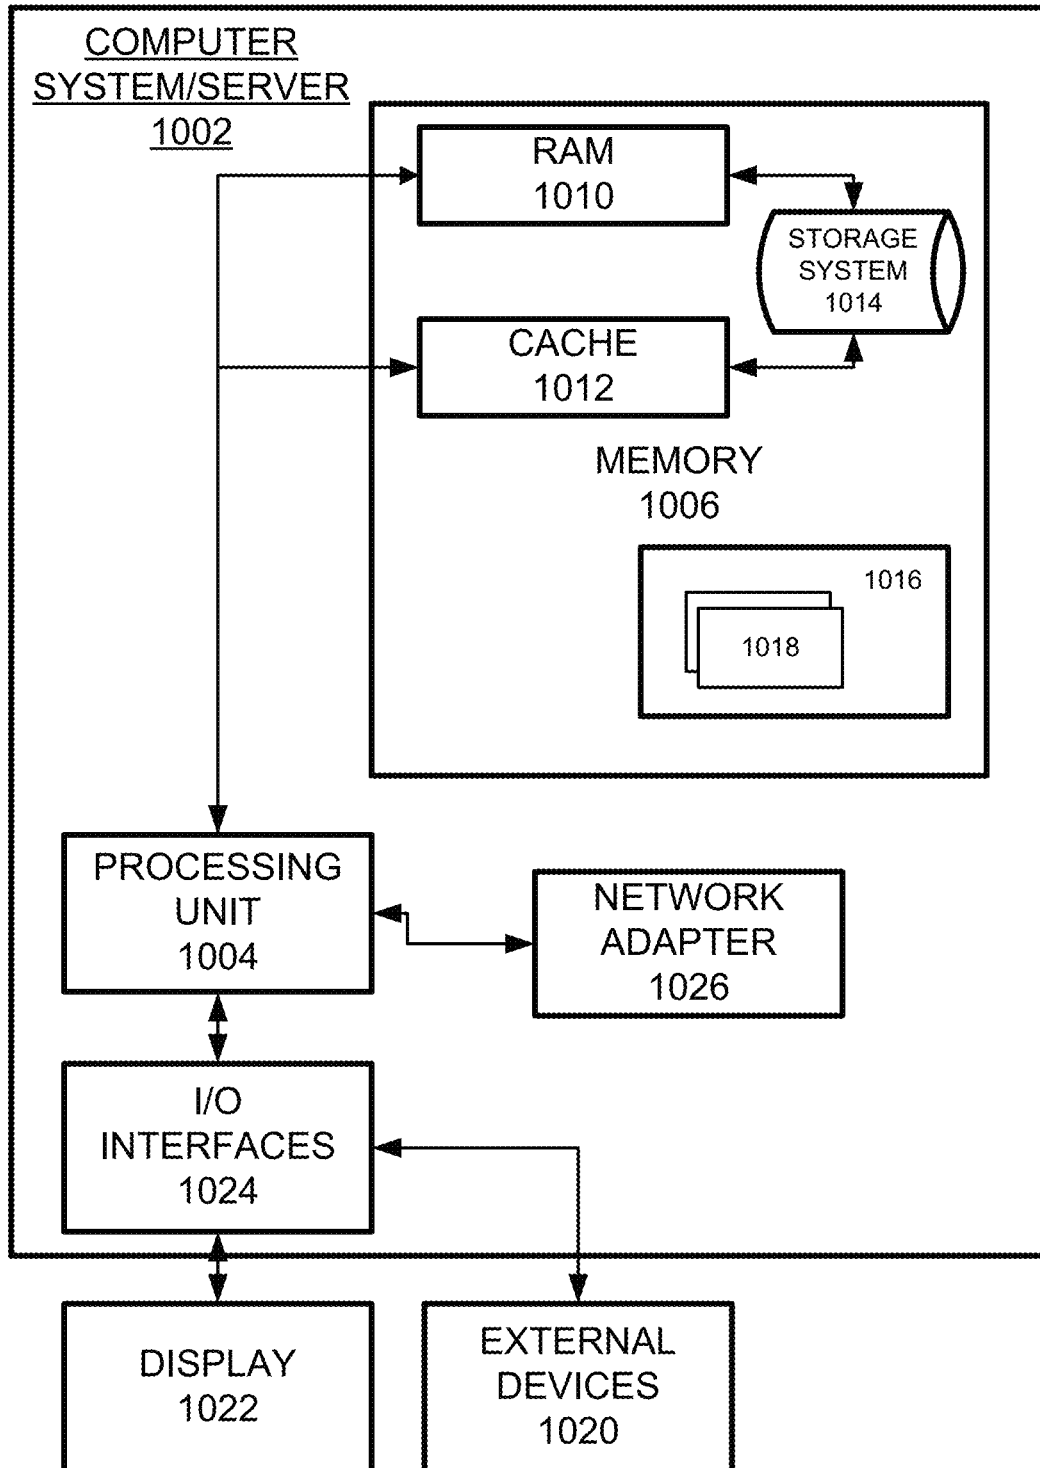 COMPUTER
SYSTEM/SERVER
1002
RAM
1010
STORAGE
SYSTEM
1014
CACHE
1012
MEMORY
1006
1016
1018
PROCESSING
UNIT
1004
NETWORK
ADAPTER
1026
I/O
INTERFACES
1024
DISPLAY
1022
EXTERNAL
DEVICES
1020